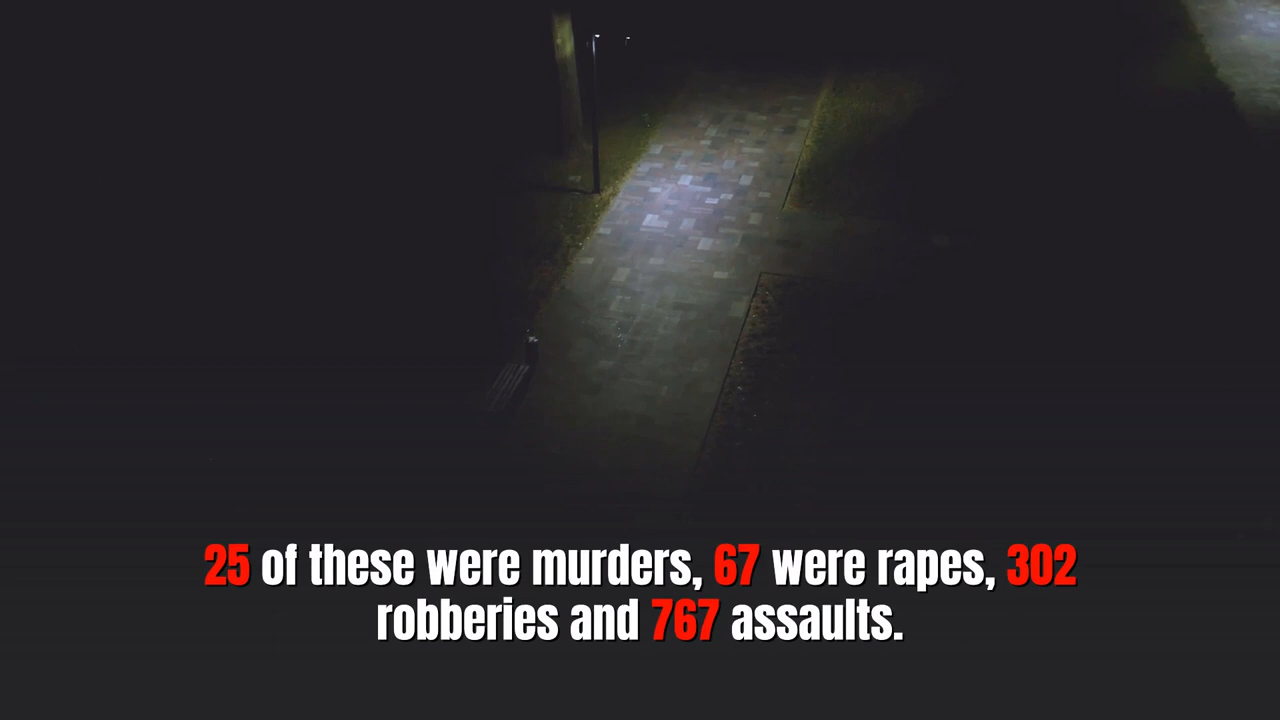 25 of these were murders, 67 were rapes, 302
robberies and 767 assaults.